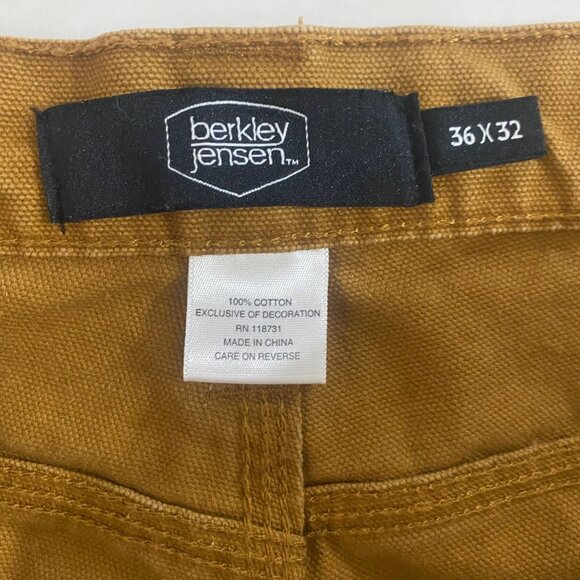 berkley
jensen™
36 X 32
100% COTTON
EXCLUSIVE OF DECORATION
RN 118731
MADE IN CHINA
CARE ON REVERSE